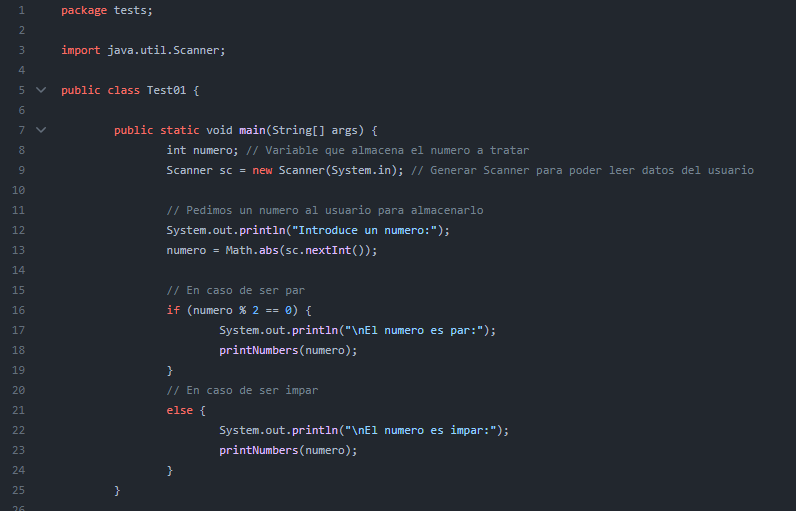 1 package tests;
2
3 import java.util.Scanner;
4
5 public class Test01 {
6
7 public static void main(String[] args) {
8 int numero; // Variable que almacena el numero a tratar
9 Scanner sc = new Scanner(System.in); // Generar Scanner para poder leer datos del usuario
10
11 // Pedimos un numero al usuario para almacenarlo
12 System.out.println("Introduce un numero:");
13 numero = Math.abs(sc.nextInt());
14
15 // En caso de ser par
16 if (numero % 2 == 0) {
17 System.out.println("\nEl numero es par:");
18 printNumbers(numero);
19 }
20 // En caso de ser impar
21 else {
22 System.out.println("\nEl numero es impar:");
23 printNumbers(numero);
24 }
25 }
26